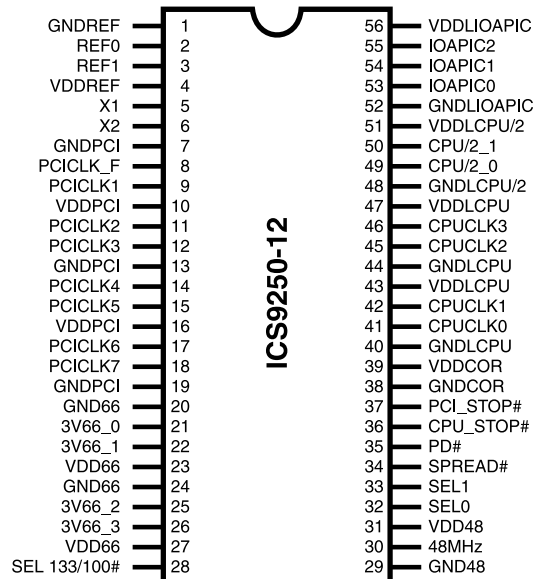 GNDREF 1 56 VDDLIOAPIC
REF0 2 55 IOAPIC2
REF1 3 54 IOAPIC1
VDDREF 4 53 IOAPIC0
X1 5 52 GNDLIOAPIC
X2 6 51 VDDLCPU/2
GNDPCI 7 50 CPU/2_1
PCICLK_F 8 49 CPU/2_0
PCICLK1 9 48 GNDLCPU/2
VDDPCI 10 47 VDDLCPU
PCICLK2 11 46 CPUCLK3
PCICLK3 12 45 CPUCLK2
GNDPCI 13 44 GNDLCPU
PCICLK4 14 43 VDDLCPU
PCICLK5 15 42 CPUCLK1
VDDPCI 16 41 CPUCLK0
PCICLK6 17 40 GNDLCPU
PCICLK7 18 39 VDDCOR
GNDPCI 19 38 GNDCOR
GND66 20 37 PCI_STOP#
3V66_0 21 36 CPU_STOP#
3V66_1 22 35 PD#
VDD66 23 34 SPREAD#
GND66 24 33 SEL1
3V66_2 25 32 SEL0
3V66_3 26 31 VDD48
VDD66 27 30 48MHz
SEL 133/100# 28 29 GND48
ICS9250-12